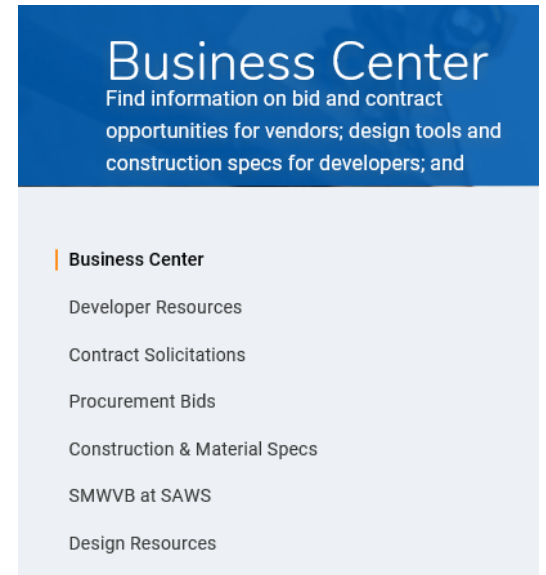 Business Center
Find information on bid and contract
opportunities for vendors; design tools and
construction specs for developers; and
Business Center
Developer Resources
Contract Solicitations
Procurement Bids
Construction & Material Specs
SMWVB at SAWS
Design Resources